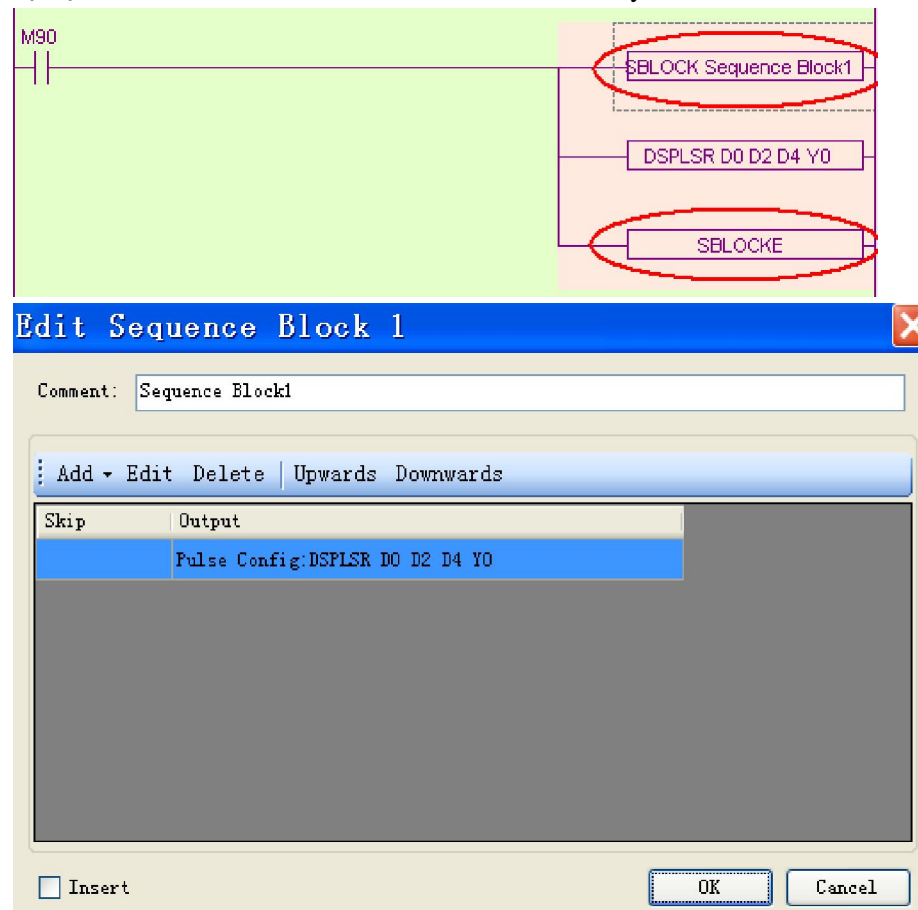 M90
SBLOCK Sequence Block1
DSPLSR D0 D2 D4 Y0
SBLOCKE
Edit Sequence Block 1
Comment: Sequence Block1
Add Edit Delete Upwards Downwards
Skip Output
Pulse Config:DSPLSR D0 D2 D4 Y0
Insert OK Cancel